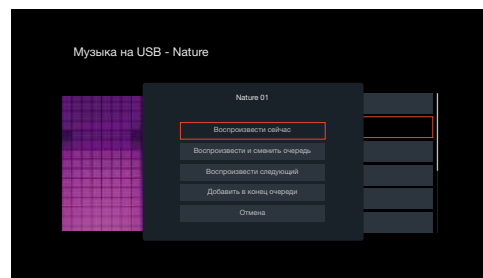 Музыка на USB - Nature
Nature 01
Воспроизвести сейчас
Воспроизвести и сменить очередь
Воспроизвести следующий
Добавить в конец очереди
Отмена